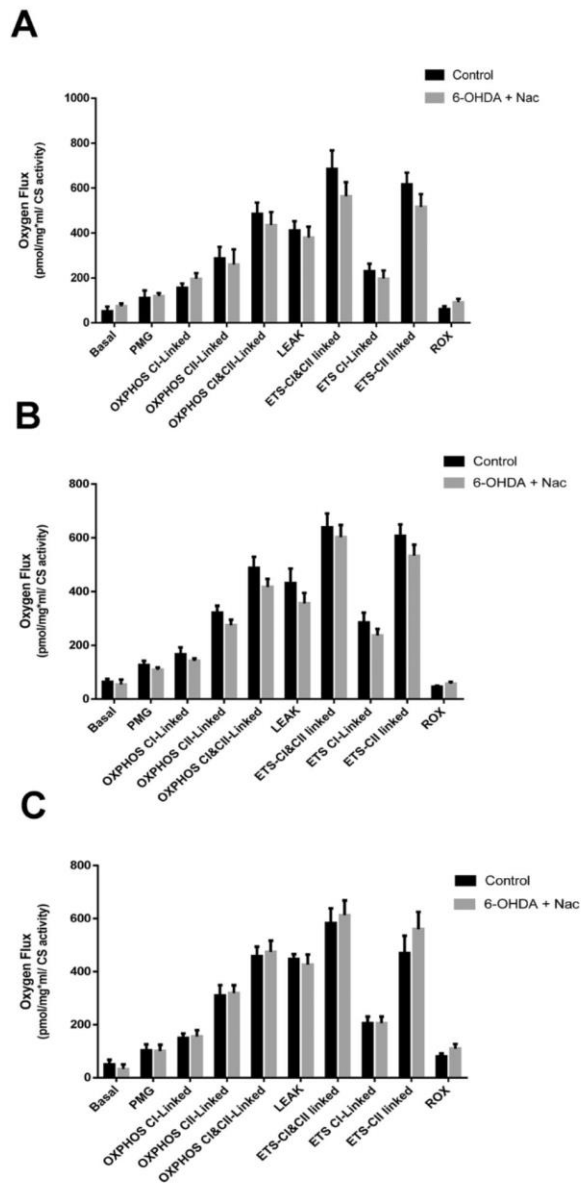 A
Control
6-OHDA + Nac
Oxygen Flux
(pmol/mg*ml/ CS activity)
1000
800
600
400
200
0
Basal
PMG
OXPHOS CI-Linked
OXPHOS CII-Linked
OXPHOS CI&CII-Linked
LEAK
ETS-CI&CII linked
ETS CI-Linked
ETS-CII linked
ROX
B
Control
6-OHDA + Nac
Oxygen Flux
(pmol/mg*ml/ CS activity)
800
600
400
200
0
Basal
PMG
OXPHOS CI-Linked
OXPHOS CII-Linked
OXPHOS CI&CII-Linked
LEAK
ETS-CI&CII linked
ETS CI-Linked
ETS-CII linked
ROX
C
Control
6-OHDA + Nac
Oxygen Flux
(pmol/mg*ml/ CS activity)
800
600
400
200
0
Basal
PMG
OXPHOS CI-Linked
OXPHOS CII-Linked
OXPHOS CI&CII-Linked
LEAK
ETS-CI&CII linked
ETS CI-Linked
ETS-CII linked
ROX